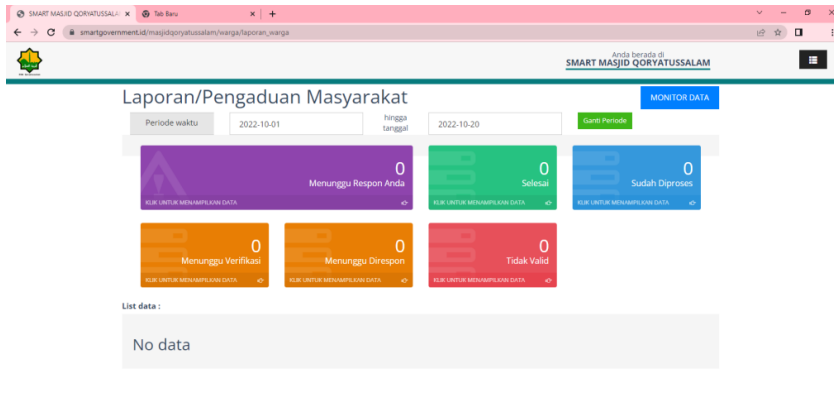 SMART MASJID QORYATUSSALA
Tab Baru
smartgovernment.id/masjidqoryatussalam/warga/laporan_warga
Anda berada di
SMART MASJID QORYATUSSALAM
Laporan/Pengaduan Masyarakat
MONITOR DATA
Periode waktu
2022-10-01
hingga
tanggal
2022-10-20
Ganti Periode
0
Menunggu Respon Anda
KLIK UNTUK MENAMPILKAN DATA
0
Selesai
KLIK UNTUK MENAMPILKAN DATA
0
Sudah Diproses
KLIK UNTUK MENAMPILKAN DATA
0
Menunggu Verifikasi
KLIK UNTUK MENAMPILKAN DATA
0
Menunggu Direspon
KLIK UNTUK MENAMPILKAN DATA
0
Tidak Valid
KLIK UNTUK MENAMPILKAN DATA
List data :
No data